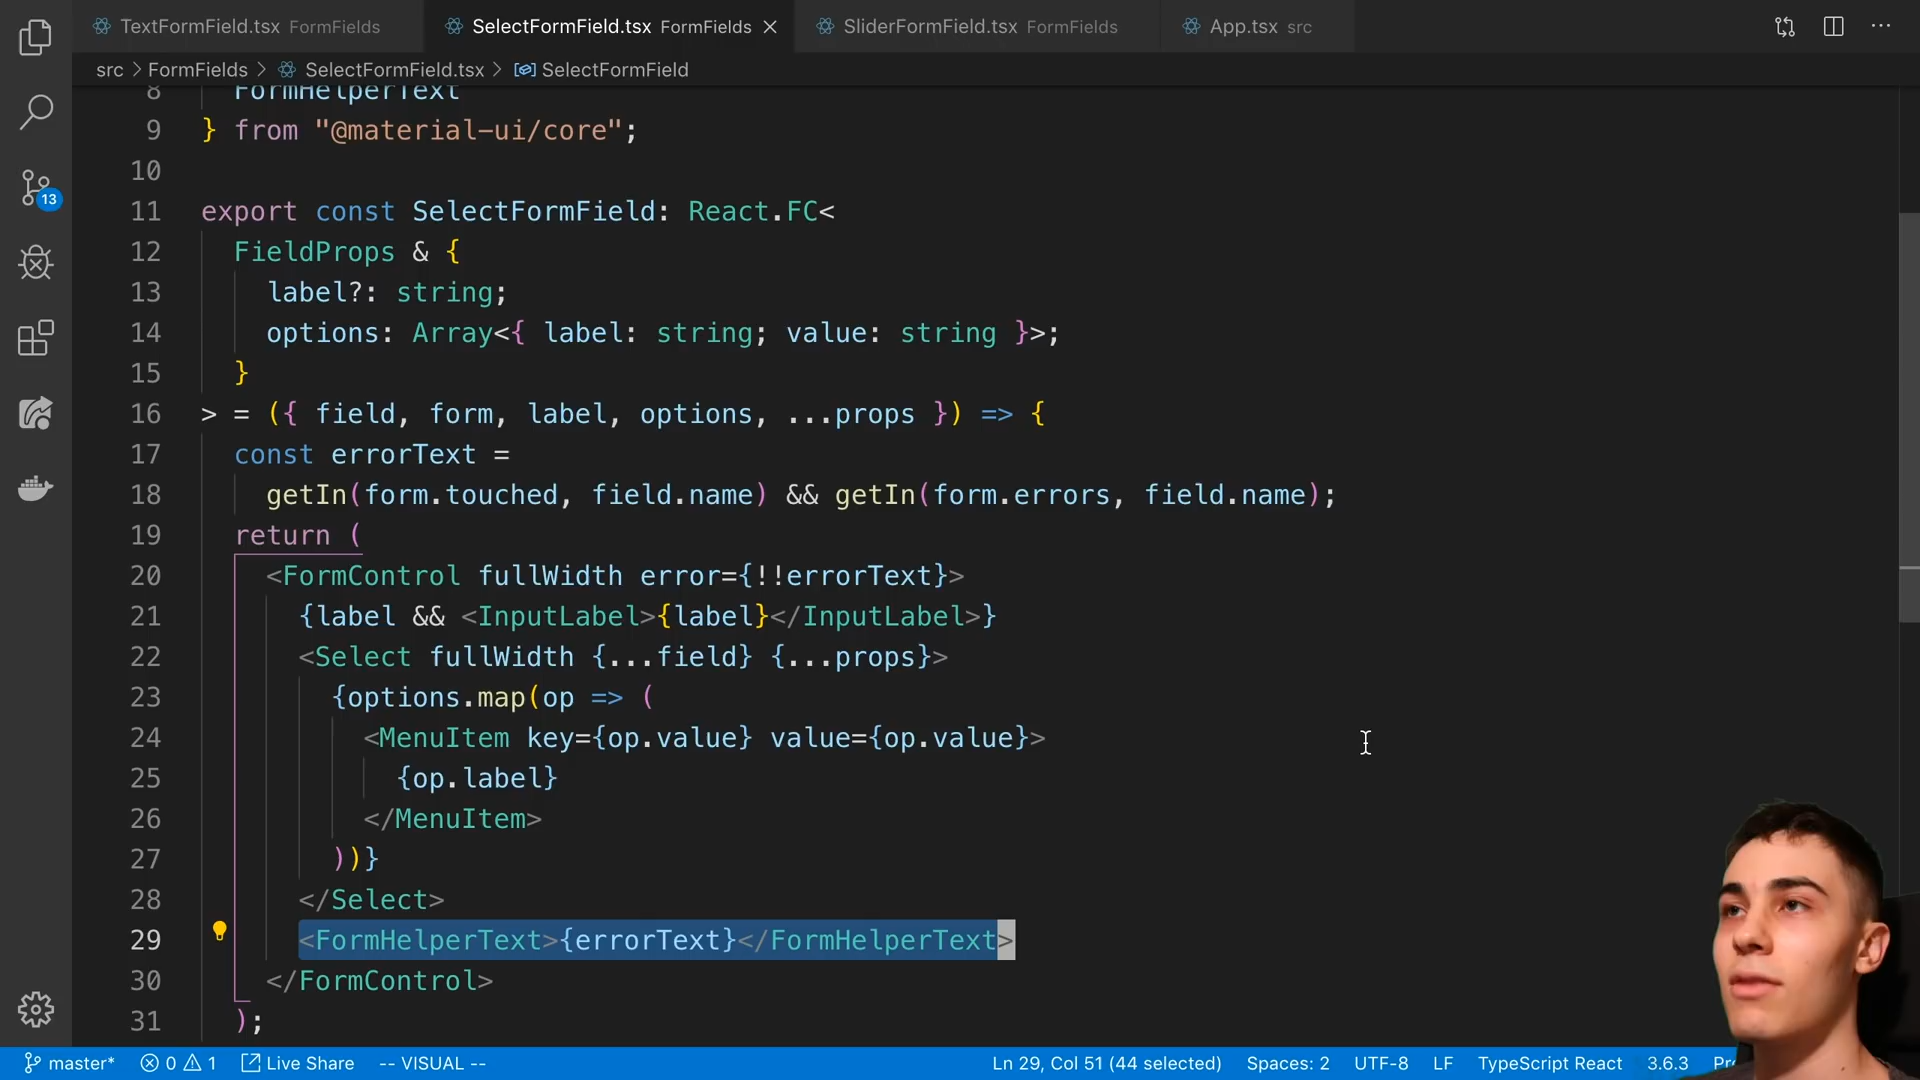 TextFormField.tsx FormFields
SelectFormField.tsx FormFields
SliderFormField.tsx FormFields
App.tsx src
src > FormFields > SelectFormField.tsx > SelectFormField
13
8 FormHelperText
9 } from "@material-ui/core";
10
11 export const SelectFormField: React.FC<
12 FieldProps & {
13 label?: string;
14 options: Array<{ label: string; value: string }>;
15 }
16 > = ({ field, form, label, options, ...props }) => {
17 const errorText =
18 getIn(form.touched, field.name) && getIn(form.errors, field.name);
19 return (
20 <FormControl fullWidth error={!!errorText}>
21 {label && <InputLabel>{label}</InputLabel>}
22 <Select fullWidth {...field} {...props}>
23 {options.map(op => (
24 <MenuItem key={op.value} value={op.value}>
25 {op.label}
26 </MenuItem>
27 ))}
28 </Select>
29 <FormHelperText>{errorText}</FormHelperText>
30 </FormControl>
31 );
master* 0 1 Live Share -- VISUAL -- Ln 29, Col 51 (44 selected) Spaces: 2 UTF-8 LF TypeScript React 3.6.3